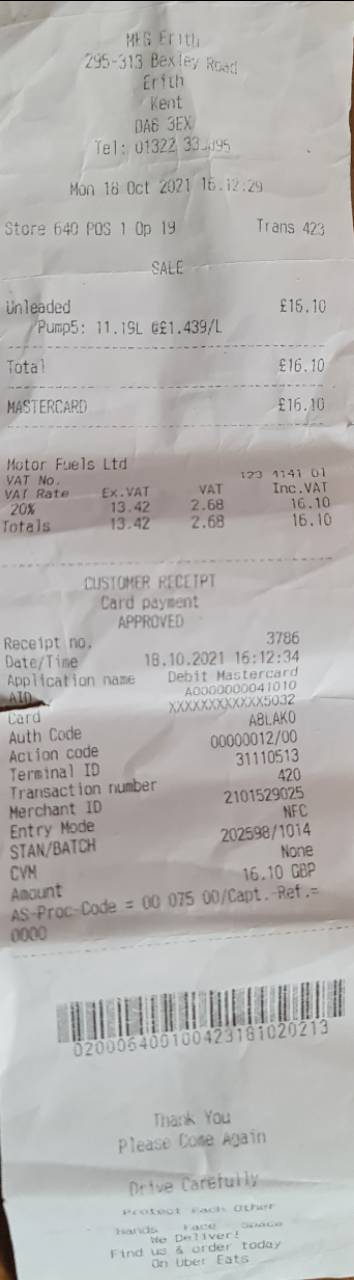 MFG Erith
295-313 Bexley Road
Erith
Kent
DA8 3EX
Tel: 01322
Mon 18 Oct 2021 16:12:29
Store 640 POS 1 Op 19 Trans 423
SALE
Unleaded £16.10
Pump5: 11.19L @£1.439/L
Total £16.10
MASTERCARD £16.10
Motor Fuels Ltd
VAT No. 123 4141 01
VAT Rate Ex.VAT VAT Inc.VAT
20% 13.42 2.68 16.10
Totals 13.42 2.68 16.10
CUSTOMER RECEIPT
Card payment
APPROVED
Receipt no. 3786
Date/Time 18.10.2021 16:12:34
Application name Debit Mastercard
AID A0000000041010
Card XXXXXXXXXXXX5032
Auth Code ABLAKO
Action code 00000012/00
Terminal ID 31110513
Transaction number 420
Merchant ID 2101529025
Entry Mode NFC
STAN/BATCH 202598/1014
CVM None
Amount 16.10 GBP
AS-Proc-Code = 00 075 00/Capt.-Ref.=
0000
020006400100423181020213
Thank You
Please Come Again
Drive Carefully
Protect Each Other
Hands Face Space
We Deliver!
Find us & order today
On Uber Eats